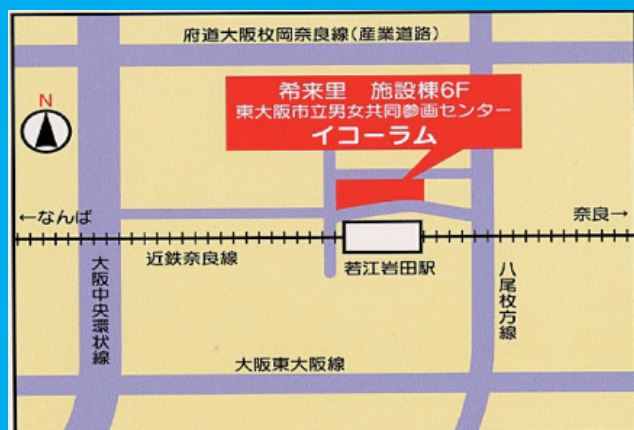 府道大阪枚岡奈良線(産業道路)
希来里 施設棟6F
東大阪市立男女共同参画センター
イコーラム
N
←なんば
奈良→
近鉄奈良線
若江岩田駅
大阪中央環状線
八尾枚方線
大阪東大阪線